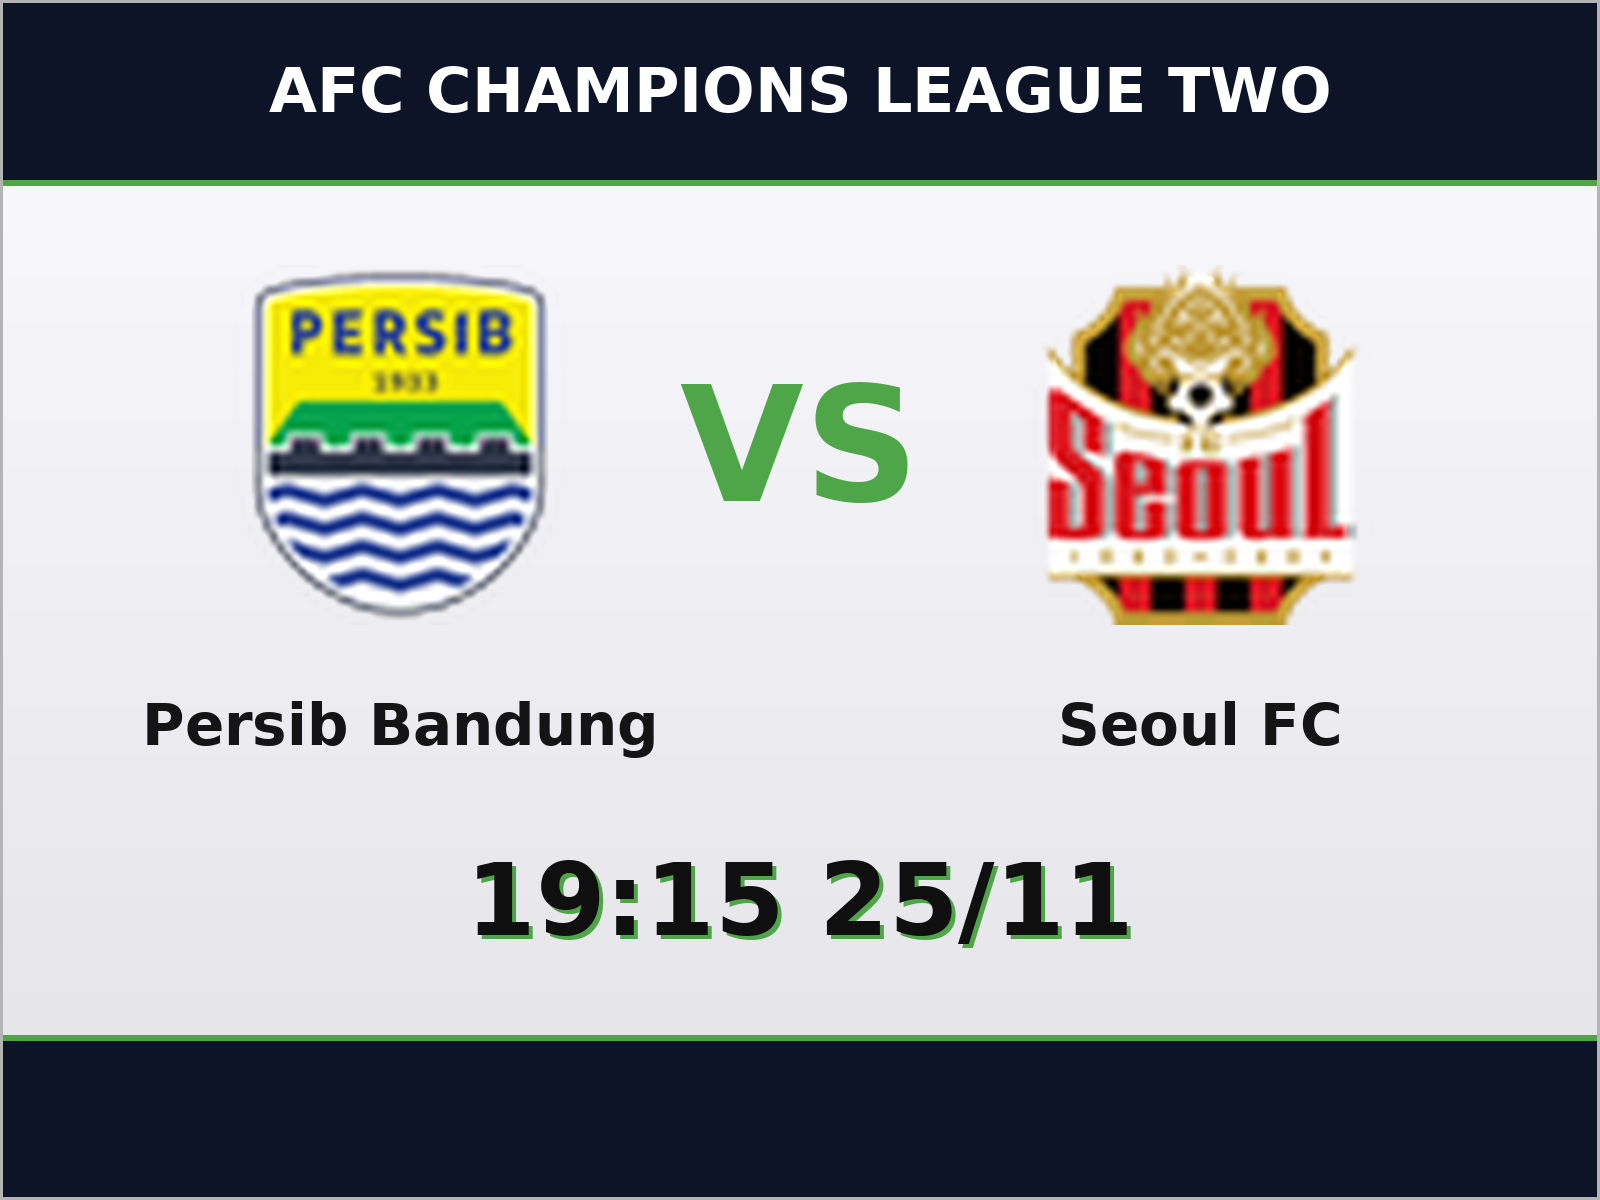 AFC CHAMPIONS LEAGUE TWO
PERSIB
1933
VS
Seoul
Persib Bandung
Seoul FC
19:15 25/11